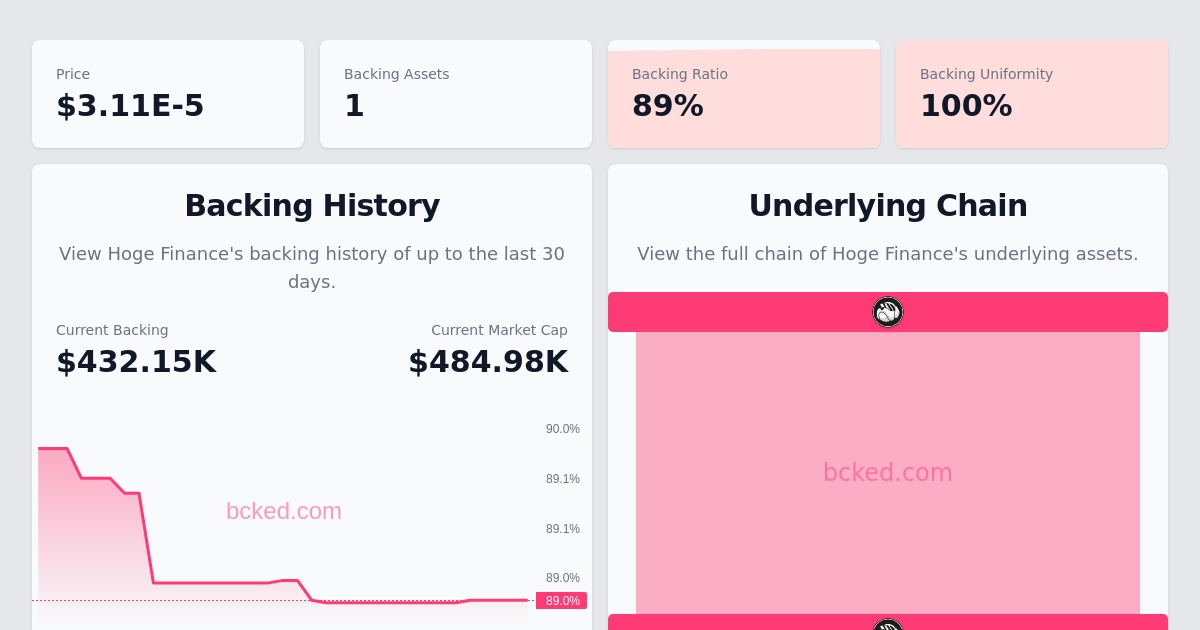 Price
$3.11E-5
Backing Assets
1
Backing Ratio
89%
Backing Uniformity
100%
Backing History
View Hoge Finance's backing history of up to the last 30
days.
Current Backing
$432.15K
Current Market Cap
$484.98K
90.0%
89.1%
bcked.com
89.1%
89.0%
89.0%
Underlying Chain
View the full chain of Hoge Finance's underlying assets.
bcked.com